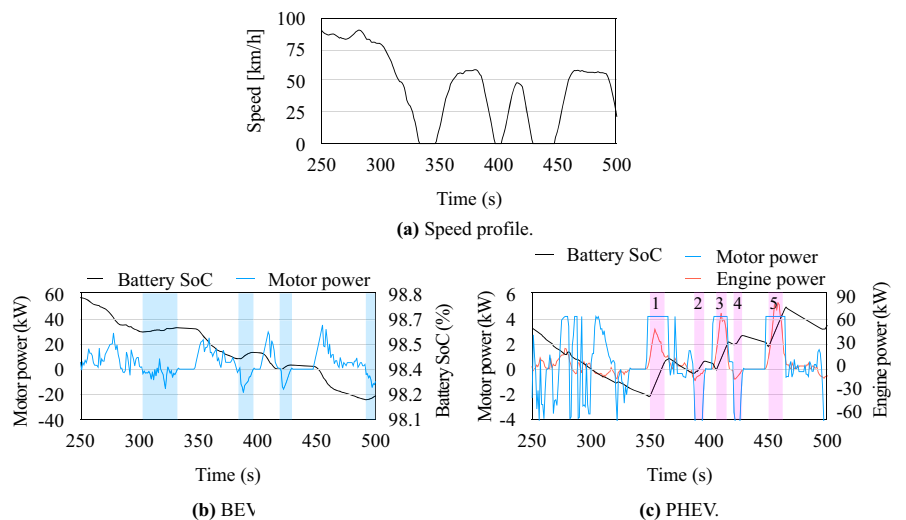 100
75
50
25
0
Speed [km/h]
250 300 350 400 450 500
Time (s)
(a) Speed profile.
Battery SoC Motor power
60
40
20
0
-20
-40
Motor power (kW)
98.8
98.7
98.5
98.4
98.2
98.1
Battery SoC (%)
250 300 350 400 450 500
Time (s)
(b) BEV
Battery SoC Motor power
Engine power
6
4
2
0
-2
-4
Motor power (kW)
1 2 3 4 5
90
60
30
0
-30
-60
Engine power (kW)
250 300 350 400 450 500
Time (s)
(c) PHEV.